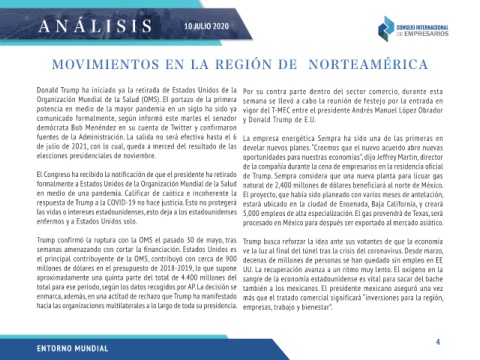 ANÁLISIS
10 JULIO 2020
CONSEJO INTERNACIONAL
DE EMPRESARIOS
MOVIMIENTOS EN LA REGIÓN DE NORTEAMÉRICA
Donald Trump ha iniciado ya la retirada de Estados Unidos de la
Organización Mundial de la Salud (OMS). El portazo de la primera
potencia en medio de la mayor pandemia en un siglo ha sido ya
comunicado formalmente, según informó este martes el senador
demócrata Bob Menéndez en su cuenta de Twitter y confirmaron
fuentes de la Administración. La salida no será efectiva hasta el 6
de julio de 2021, con lo cual, queda a merced del resultado de las
elecciones presidenciales de noviembre.
El Congreso ha recibido la notificación de que el presidente ha retirado
formalmente a Estados Unidos de la Organización Mundial de la Salud
en medio de una pandemia. Calificar de caótica e incoherente la
respuesta de Trump a la COVID-19 no hace justicia. Esto no protegerá
las vidas o intereses estadounidenses, esto deja a los estadounidenses
enfermos y a Estados Unidos solo.
Trump confirmó la ruptura con la OMS el pasado 30 de mayo, tras
semanas amenazando con cortar la financiación. Estados Unidos es
el principal contribuyente de la OMS, contribuyó con cerca de 900
millones de dólares en el presupuesto de 2018-2019, lo que supone
aproximadamente una quinta parte del total de 4.400 millones del
total para ese período, según los datos recogidos por AP. La decisión se
enmarca, además, en una actitud de rechazo que Trump ha manifestado
hacia las organizaciones multilaterales a lo largo de toda su presidencia.
Por su contra parte dentro del sector comercio, durante esta
semana se llevó a cabo la reunión de festejo por la entrada en
vigor del T-MEC entre el presidente Andrés Manuel López Obrador
y Donald Trump de E.U.
La empresa energética Sempra ha sido una de las primeras en
develar nuevos planes. "Creemos que el nuevo acuerdo abre nuevas
oportunidades para nuestras economías", dijo Jeffrey Martin, director
de la compañía durante la cena de empresarios en la residencia oficial
de Trump. Sempra considera que una nueva planta para licuar gas
natural de 2,400 millones de dólares beneficiará al norte de México.
El proyecto, que había sido planeado con varios meses de antelación,
estará ubicado en la ciudad de Ensenada, Baja California, y creará
5,000 empleos de alta especialización. El gas provendrá de Texas, será
procesado en México para después ser exportado al mercado asiático.
Trump busca reforzar la idea ante sus votantes de que la economía
ve la luz al final del túnel tras la crisis del coronavirus. Desde marzo,
decenas de millones de personas se han quedado sin empleo en EE
UU. La recuperación avanza a un ritmo muy lento. El oxígeno en la
sangre de la economía estadounidense es vital para sacar del bache
también a los mexicanos. El presidente mexicano aseguró una vez
más que el tratado comercial significará "inversiones para la región,
empresas, trabajo y bienestar".
ENTORNO MUNDIAL
4